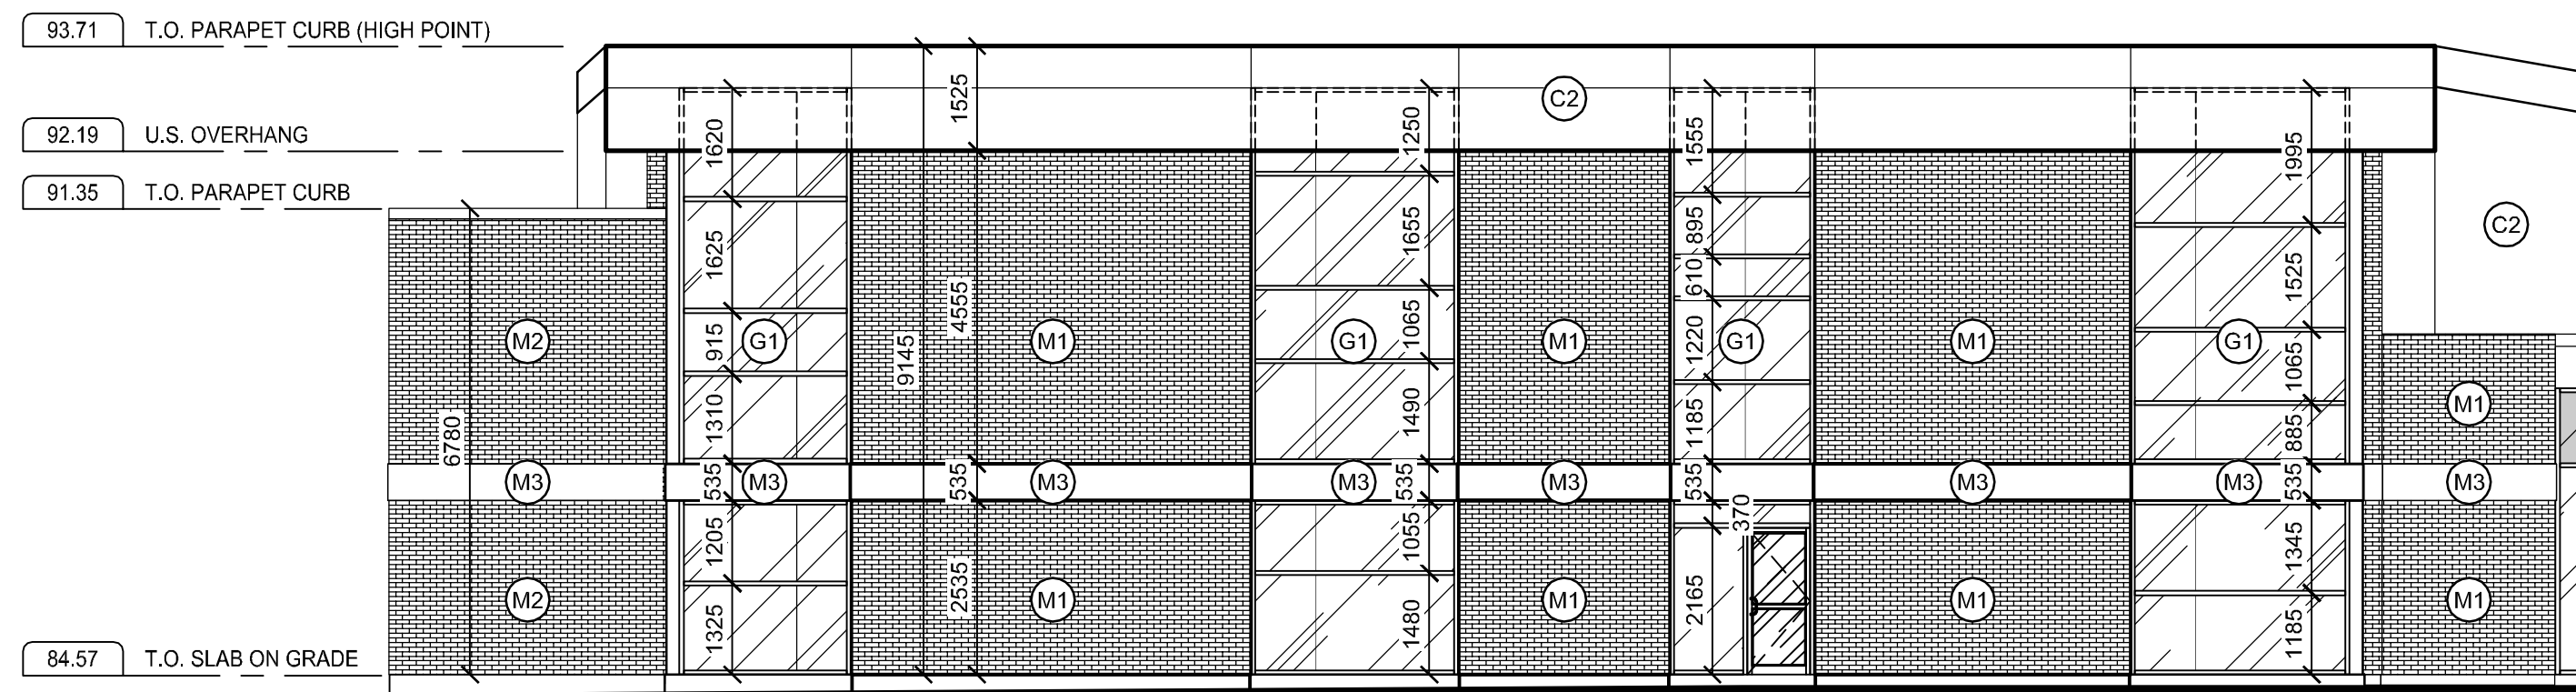 93.71 T.O. PARAPET CURB (HIGH POINT)
92.19 U.S. OVERHANG
91.35 T.O. PARAPET CURB
84.57 T.O. SLAB ON GRADE
6780
M2
M3
M2
1620
1625
915
1310
535
1205
1325
G1
M3
9145
1525
4555
535
2535
M1
M3
M1
1250
1655
1065
1490
535
1055
1480
G1
M3
C2
M1
M3
M1
1555
895
610
1220
1185
535
370
2165
G1
M1
M3
M1
1995
1525
1065
885
535
1345
1185
G1
M3
C2
M1
M3
M1